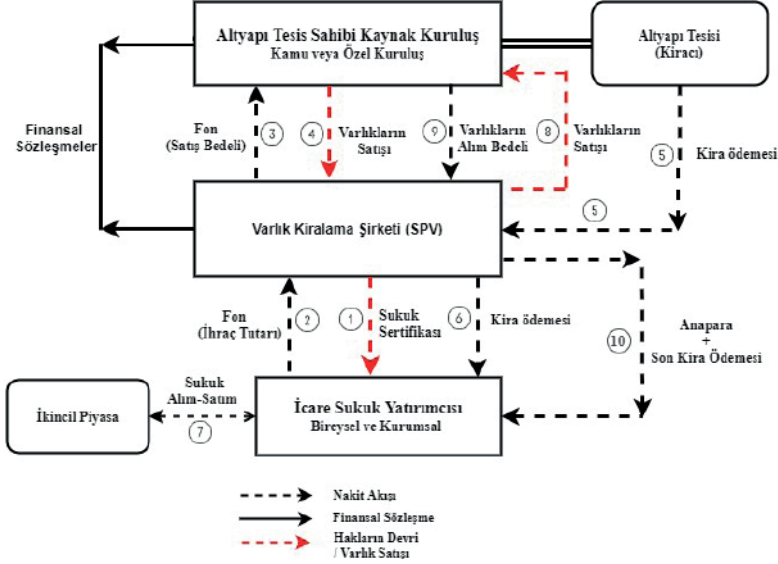 Altyapı Tesis Sahibi Kaynak Kuruluş
Kamu veya Özel Kuruluş
Altyapı Tesisi
(Kiracı)
Finansal
Sözleşmeler
Fon
(Satış Bedeli)
3
4
Varlıkların
Satışı
9
Varlıkların
Alım Bedeli
8
Varlıkların
Satışı
5
Kira ödemesi
5
Varlık Kiralama Şirketi (SPV)
Fon
(İhraç Tutarı)
2
1
Sukuk
Sertifikası
6
Kira ödemesi
10
Anapara
+
Son Kira Ödemesi
İkincil Piyasa
Sukuk
Alım-Satım
7
İcare Sukuk Yatırımcısı
Bireysel ve Kurumsal
Nakit Akışı
Finansal Sözleşme
Hakların Devri
/ Varlık Satışı